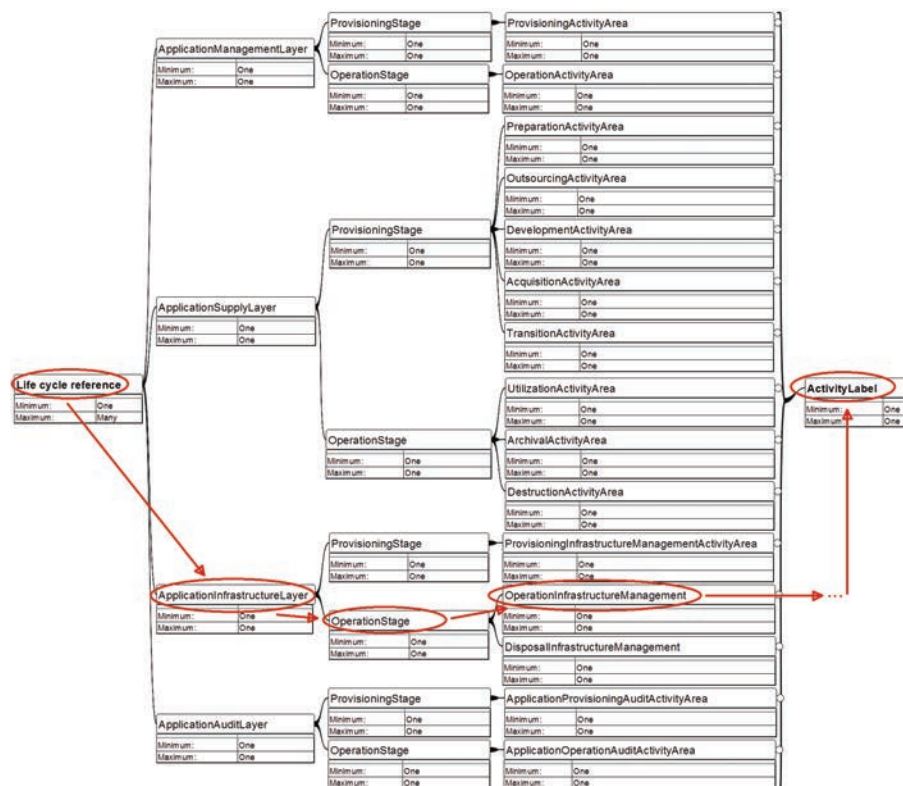 ProvisioningStage
Minimum: One
Maximum: One
ProvisioningActivityArea
Minimum: One
Maximum: One
ApplicationManagementLayer
Minimum: One
Maximum: One
OperationStage
Minimum: One
Maximum: One
OperationActivityArea
Minimum: One
Maximum: One
PreparationActivityArea
Minimum: One
Maximum: One
OutsourcingActivityArea
Minimum: One
Maximum: One
ProvisioningStage
Minimum: One
Maximum: One
DevelopmentActivityArea
Minimum: One
Maximum: One
AcquisitionActivityArea
Minimum: One
Maximum: One
ApplicationSupplyLayer
Minimum: One
Maximum: One
TransitionActivityArea
Minimum: One
Maximum: One
Life cycle reference
Minimum: One
Maximum: Many
UtilizationActivityArea
Minimum: One
Maximum: One
ActivityLabel
Minimum: One
Maximum: One
OperationStage
Minimum: One
Maximum: One
ArchivalActivityArea
Minimum: One
Maximum: One
DestructionActivityArea
Minimum: One
Maximum: One
ProvisioningStage
Minimum: One
Maximum: One
ProvisioningInfrastructureManagementActivityArea
Minimum: One
Maximum: One
ApplicationInfrastructureLayer
Minimum: One
Maximum: One
OperationInfrastructureManagement
Minimum: One
Maximum: One
...
OperationStage
Minimum: One
Maximum: One
DisposalInfrastructureManagement
Minimum: One
Maximum: One
ProvisioningStage
Minimum: One
Maximum: One
ApplicationProvisioningAuditActivityArea
Minimum: One
Maximum: One
ApplicationAuditLayer
Minimum: One
Maximum: One
OperationStage
Minimum: One
Maximum: One
ApplicationOperationAuditActivityArea
Minimum: One
Maximum: One